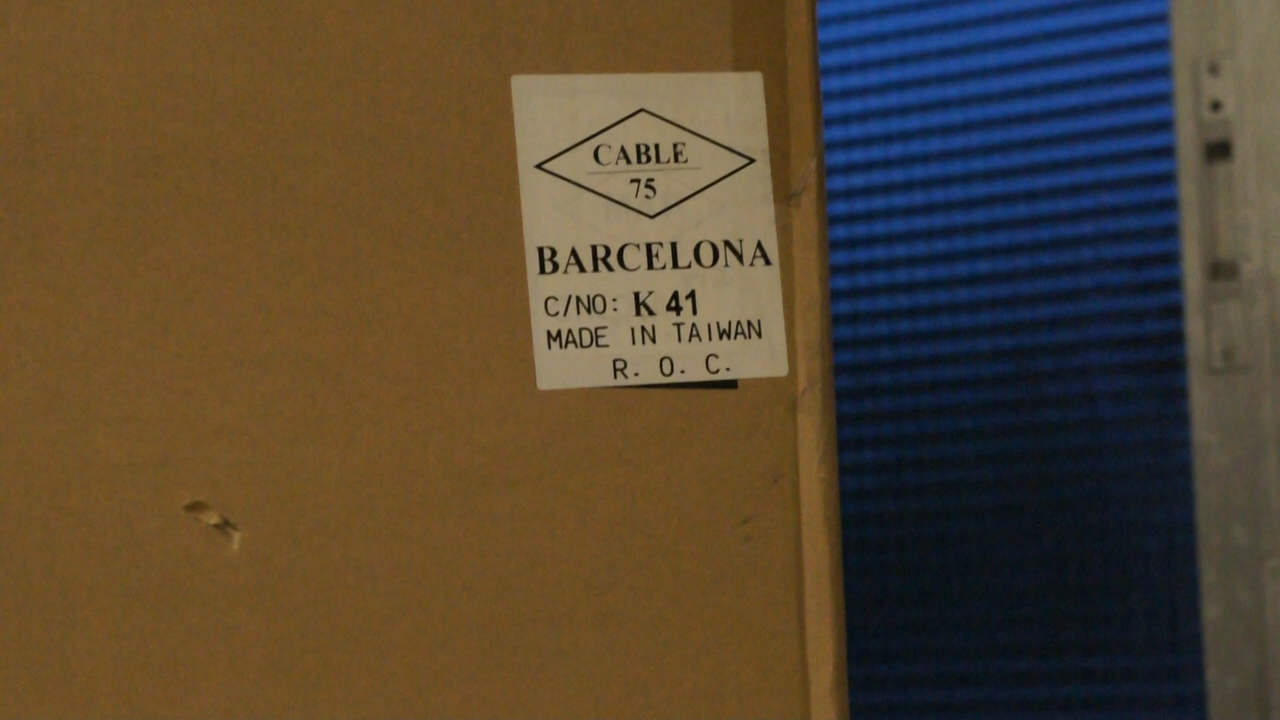 CABLE
75
BARCELONA
C/NO: K 41
MADE IN TAIWAN
R. O. C.